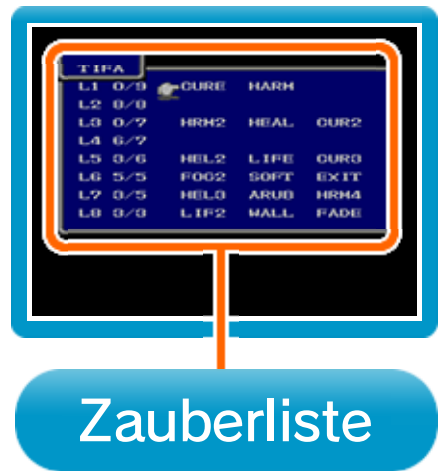 TIFA
L1 0/9 CURE HARM
L2 8/8
L3 0/7 HRM2 HEAL CUR2
L4 6/7
L5 3/6 HEL2 LIFE CUR3
L6 5/5 FOG2 SOFT EXIT
L7 0/5 HEL3 ARUB HRM4
L8 3/3 LIF2 WALL FADE
Zauberliste